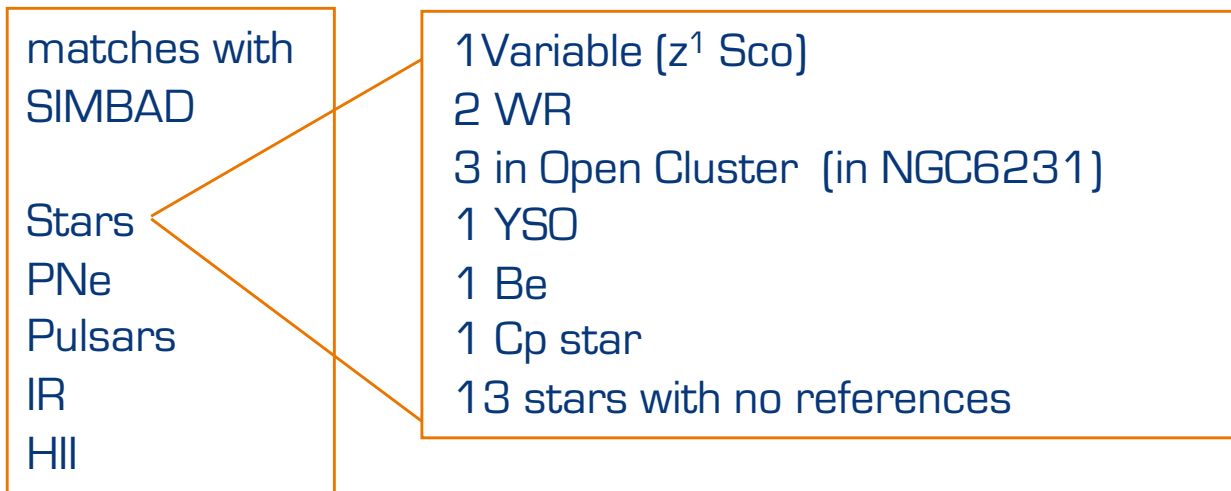 matches with
SIMBAD
Stars
PNe
Pulsars
IR
HII
1Variable (z¹ Sco)
2 WR
3 in Open Cluster (in NGC6231)
1 YSO
1 Be
1 Cp star
13 stars with no references